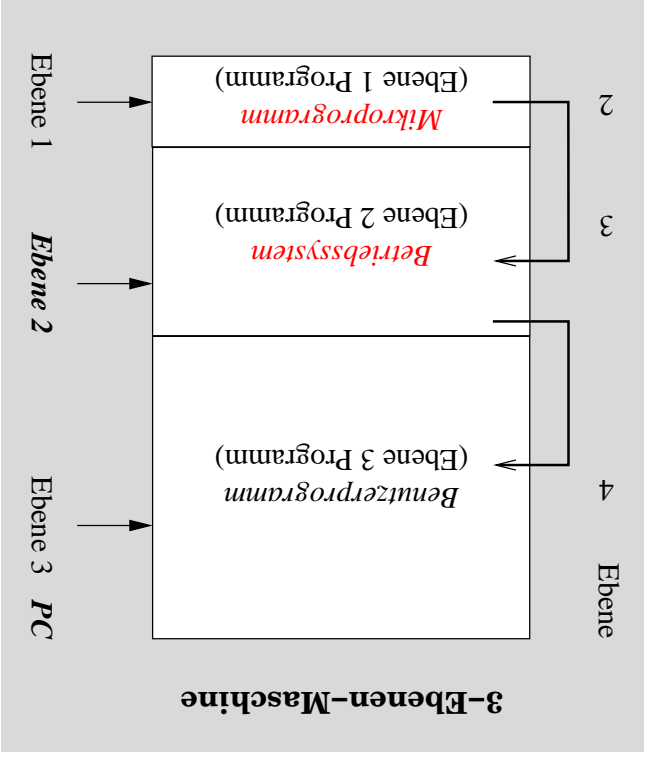 3-Ebenen-Maschine
Ebene
4
Benutzerprogramm
(Ebene 3 Programm)
Ebene 3 PC
3
Betriebssystem
(Ebene 2 Programm)
Ebene 2
2
Mikroprogramm
(Ebene 1 Programm)
Ebene 1